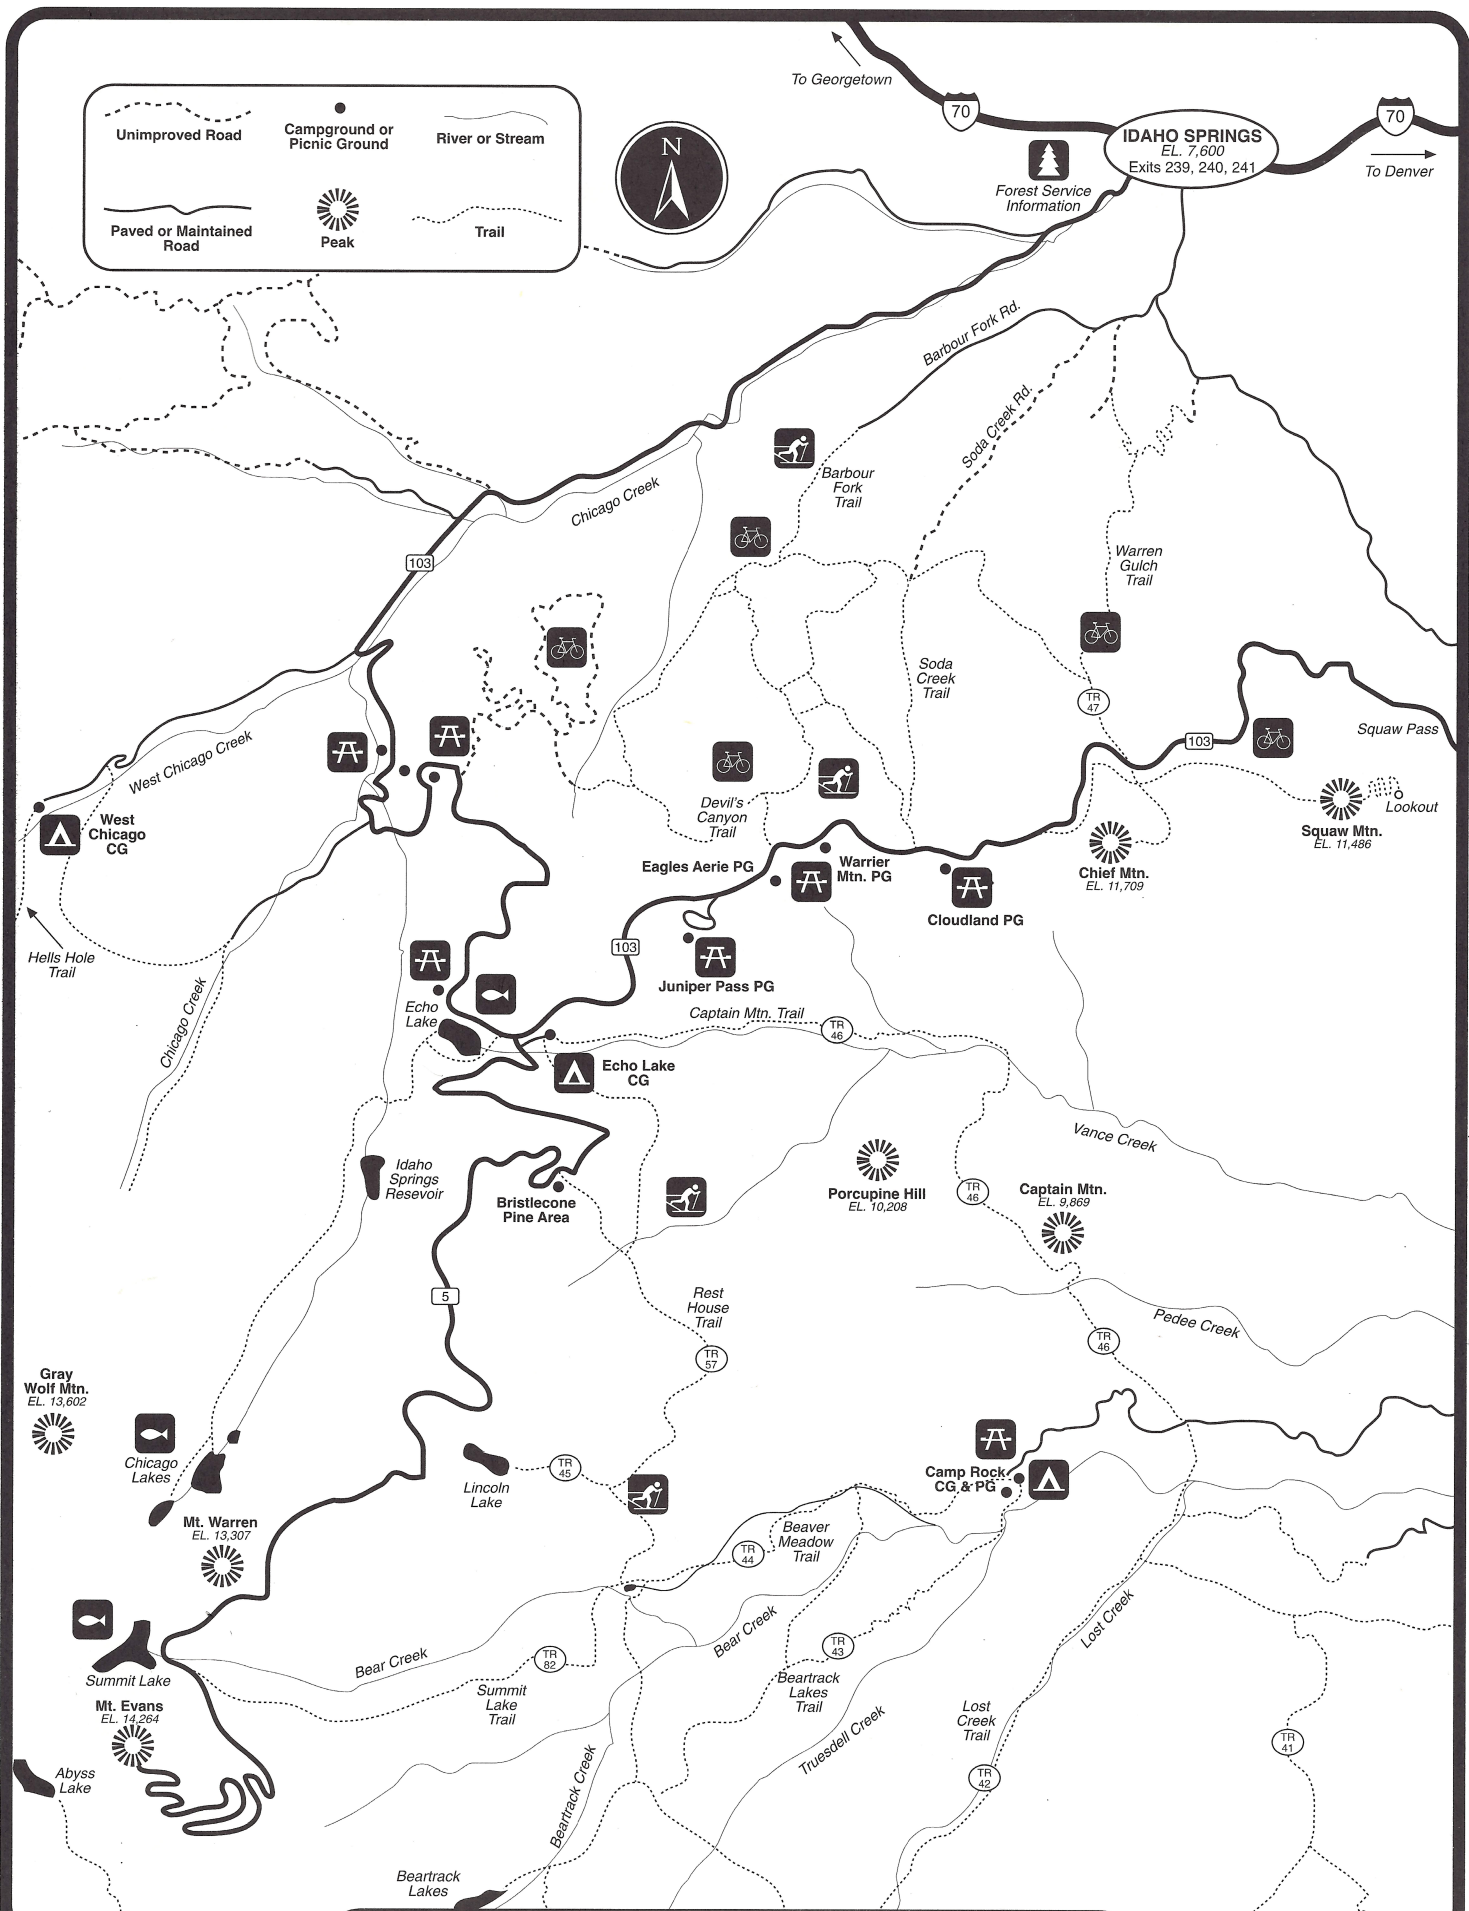 To Georgetown
70
70
IDAHO SPRINGS
EL. 7,600
Exits 239, 240, 241
To Denver
Unimproved Road
Campground or
Picnic Ground
River or Stream
Paved or Maintained
Road
Peak
Trail
N
Forest Service
Information
Barbour Fork Rd.
Soda Creek Rd.
Barbour
Fork
Trail
Chicago Creek
103
Warren
Gulch
Trail
Soda
Creek
Trail
TR
47
West Chicago Creek
103
Squaw Pass
Lookout
Squaw Mtn.
EL. 11,486
West
Chicago
CG
Devil's
Canyon
Trail
Eagles Aerie PG
Warrier
Mtn. PG
Chief Mtn.
EL. 11,709
Cloudland PG
Hells Hole
Trail
103
Juniper Pass PG
Chicago Creek
Echo
Lake
Captain Mtn. Trail
TR
46
Echo Lake
CG
Vance Creek
Idaho
Springs
Resevoir
Bristlecone
Pine Area
Porcupine Hill
EL. 10,208
TR
46
Captain Mtn.
EL. 9,869
5
Rest
House
Trail
Pedee Creek
TR
46
TR
57
Gray
Wolf Mtn.
EL. 13,602
Chicago
Lakes
Lincoln
Lake
TR
45
Camp Rock
CG & PG
Mt. Warren
EL. 13,307
Beaver
Meadow
Trail
TR
44
Bear Creek
TR
82
Bear Creek
TR
43
Lost Creek
Summit Lake
Summit
Lake
Trail
Beartrack
Lakes
Trail
Mt. Evans
EL. 14,264
Lost
Creek
Trail
Truesdell Creek
TR
41
Abyss
Lake
TR
42
Beartrack Creek
Beartrack
Lakes